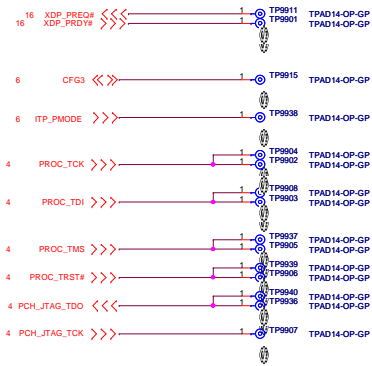 16 XDP_PREQ# 1 TP9911 TPAD14-OP-GP
16 XDP_PRDY# 1 TP9901 TPAD14-OP-GP
6 CFG3 1 TP9915 TPAD14-OP-GP
6 ITP_PMODE 1 TP9938 TPAD14-OP-GP
1 TP9904 TPAD14-OP-GP
4 PROC_TCK 1 TP9902 TPAD14-OP-GP
1 TP9908 TPAD14-OP-GP
4 PROC_TDI 1 TP9903 TPAD14-OP-GP
1 TP9937 TPAD14-OP-GP
4 PROC_TMS 1 TP9905 TPAD14-OP-GP
1 TP9939 TPAD14-OP-GP
4 PROC_TRST# 1 TP9906 TPAD14-OP-GP
1 TP9940 TPAD14-OP-GP
4 PCH_JTAG_TDO 1 TP9936 TPAD14-OP-GP
4 PCH_JTAG_TCK 1 TP9907 TPAD14-OP-GP